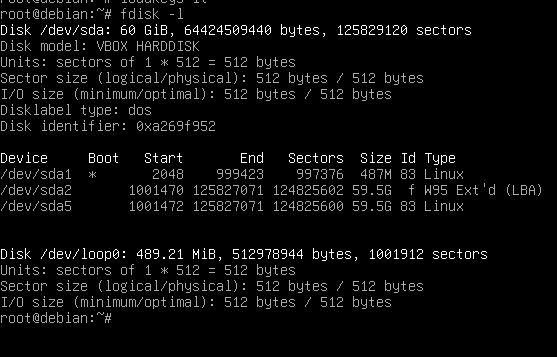 root@debian:~# fdisk -l
Disk /dev/sda: 60 GiB, 64424509440 bytes, 125829120 sectors
Disk model: VBOX HARDDISK
Units: sectors of 1 * 512 = 512 bytes
Sector size (logical/physical): 512 bytes / 512 bytes
I/O size (minimum/optimal): 512 bytes / 512 bytes
Disklabel type: dos
Disk identifier: 0xa269f952
Device     Boot   Start       End   Sectors  Size Id Type
/dev/sda1  *       2048    999423    997376  487M 83 Linux
/dev/sda2       1001470 125827071 124825602 59.5G  f W95 Ext'd (LBA)
/dev/sda5       1001472 125827071 124825600 59.5G 83 Linux
Disk /dev/loop0: 489.21 MiB, 512978944 bytes, 1001912 sectors
Units: sectors of 1 * 512 = 512 bytes
Sector size (logical/physical): 512 bytes / 512 bytes
I/O size (minimum/optimal): 512 bytes / 512 bytes
root@debian:~#